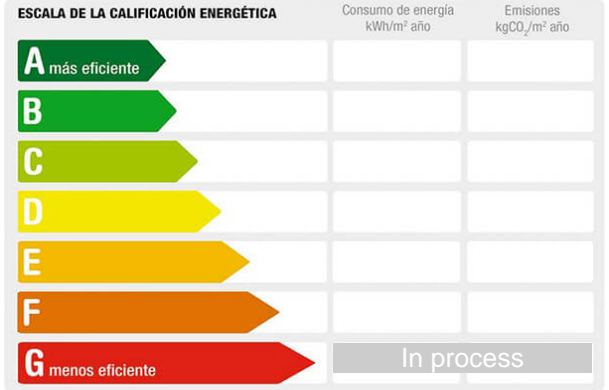 ESCALA DE LA CALIFICACIÓN ENERGÉTICA
Consumo de energía
kWh/m² año
Emisiones
kgCO₂/m² año
A más eficiente
B
C
D
E
F
G menos eficiente
In process